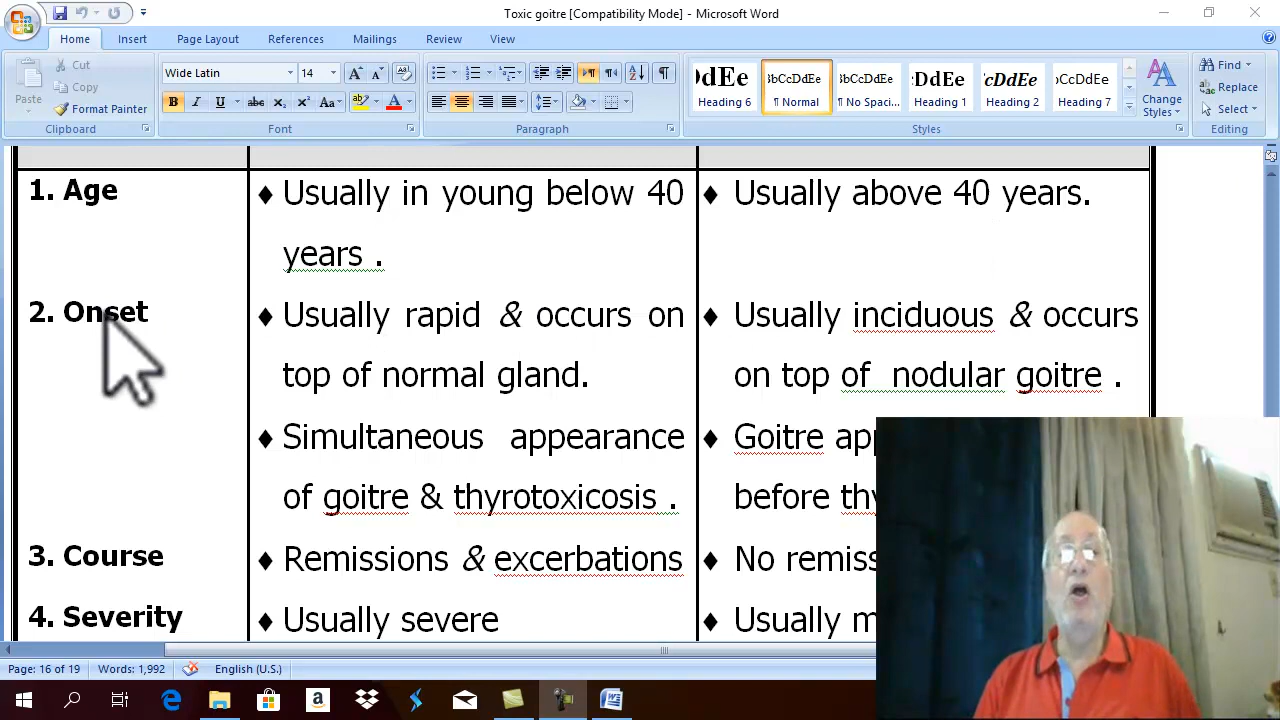 Toxic goitre [Compatibility Mode] - Microsoft Word
Home Insert Page Layout References Mailings Review View
Cut
Copy
Format Painter
Paste
Clipboard
Wide Latin 14
Font
Paragraph
Heading 6
¶ Normal
¶ No Spaci...
Heading 1
Heading 2
Heading 7
Change Styles
Styles
Find
Replace
Select
Editing
1. Age
♦ Usually in young below 40
years .
♦ Usually above 40 years.
2. Onset
♦ Usually rapid & occurs on
top of normal gland.
♦ Simultaneous appearance
of goitre & thyrotoxicosis .
♦ Usually inciduous & occurs
on top of nodular goitre .
♦ Goitre
before
3. Course
♦ Remissions & excerbations
♦ No
4. Severity
♦ Usually severe
♦ Usually
Page: 16 of 19 Words: 1,992 English (U.S.)